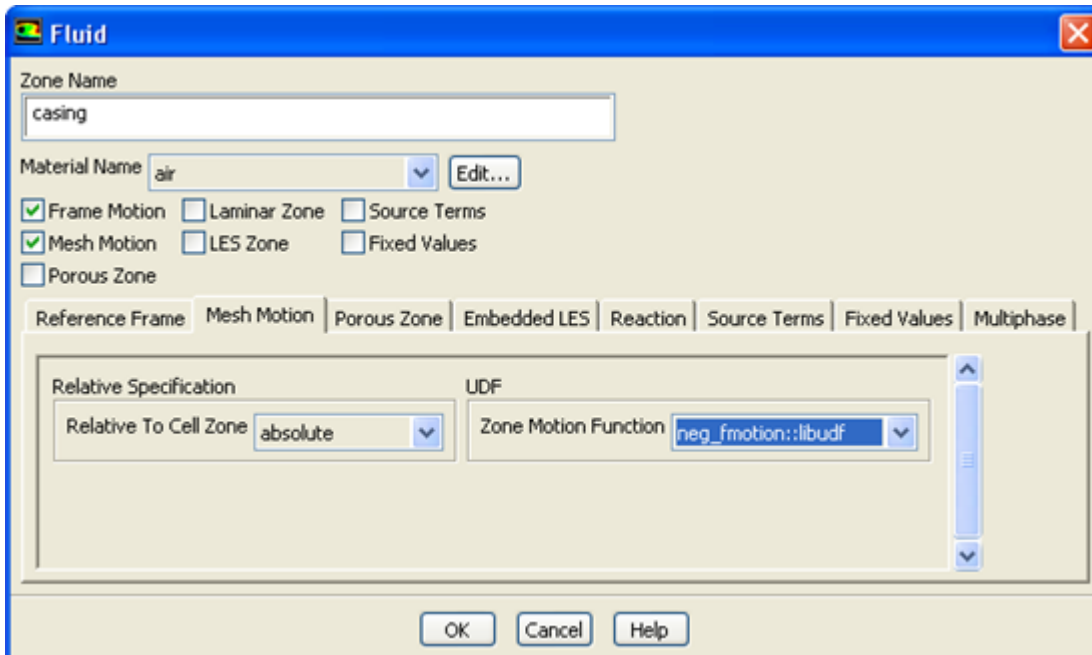 Fluid
Zone Name
casing
Material Name air Edit...
Frame Motion Laminar Zone Source Terms
Mesh Motion LES Zone Fixed Values
Porous Zone
Reference Frame Mesh Motion Porous Zone Embedded LES Reaction Source Terms Fixed Values Multiphase
Relative Specification UDF
Relative To Cell Zone absolute Zone Motion Function neg_fmotion::libudf
OK Cancel Help